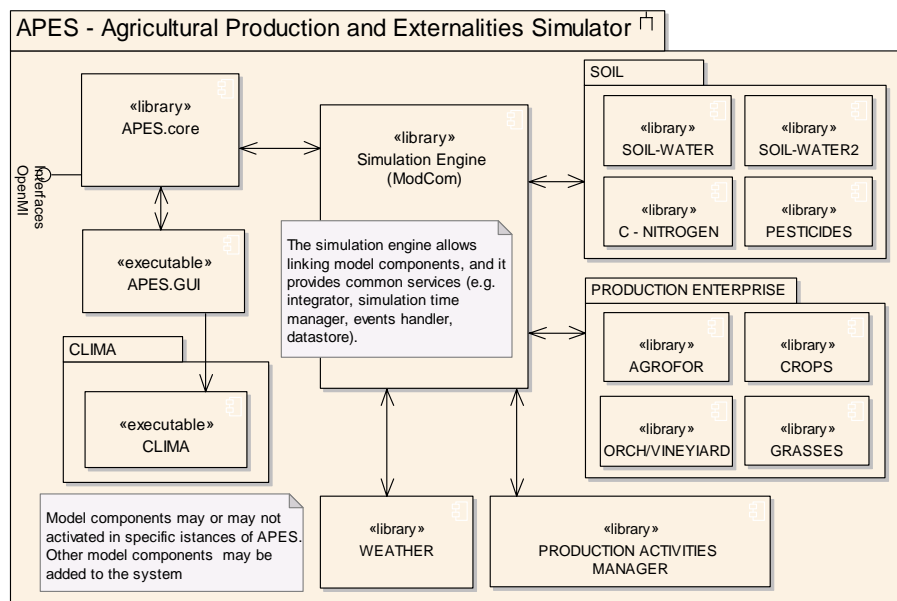 APES - Agricultural Production and Externalities Simulator
«library»
APES.core
Interfaces
OpenMI
«executable»
APES.GUI
CLIMA
«executable»
CLIMA
Model components may or may not
activated in specific istances of APES.
Other model components may be
added to the system
«library»
Simulation Engine
(ModCom)
The simulation engine allows
linking model components, and it
provides common services (e.g.
integrator, simulation time
manager, events handler,
datastore).
SOIL
«library»
SOIL-WATER
«library»
SOIL-WATER2
«library»
C - NITROGEN
«library»
PESTICIDES
PRODUCTION ENTERPRISE
«library»
AGROFOR
«library»
CROPS
«library»
ORCH/VINEYIARD
«library»
GRASSES
«library»
WEATHER
«library»
PRODUCTION ACTIVITIES
MANAGER